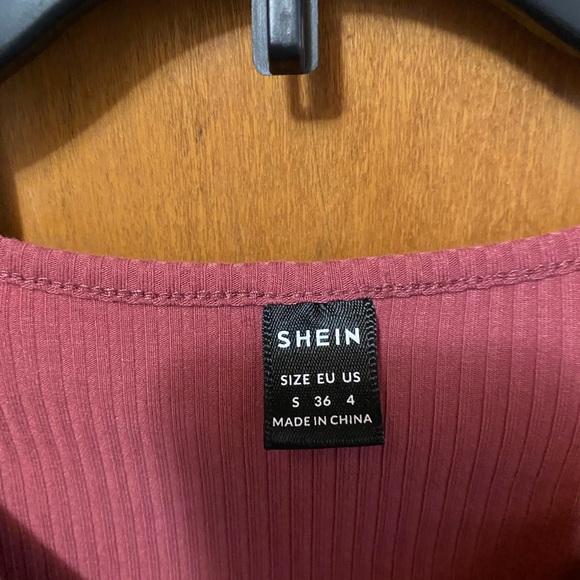 SHEIN
SIZE EU US
S 36 4
MADE IN CHINA